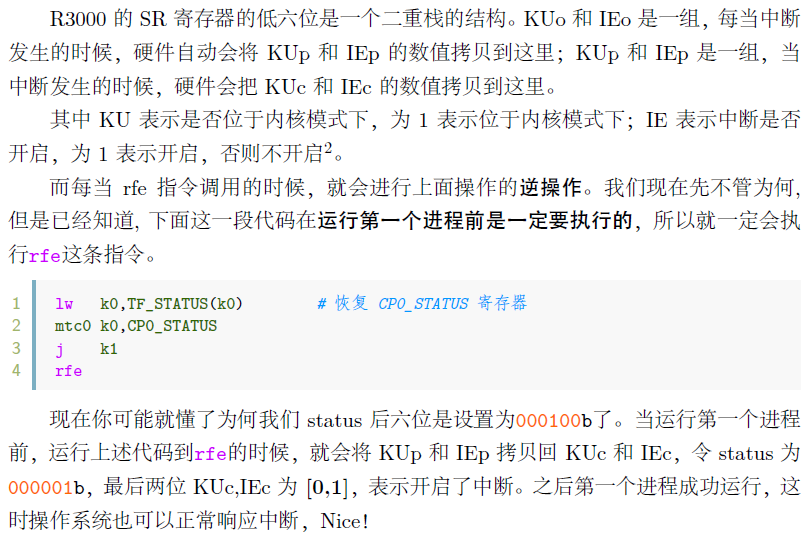 R3000 的 SR 寄存器的低六位是一个二重栈的结构。KUo 和 IEo 是一组，每当中断
发生的时候，硬件自动会将 KUp 和 IEp 的数值拷贝到这里；KUp 和 IEp 是一组，当
中断发生的时候，硬件会把 KUc 和 IEc 的数值拷贝到这里。
其中 KU 表示是否位于内核模式下，为 1 表示位于内核模式下；IE 表示中断是否
开启，为 1 表示开启，否则不开启2。
而每当 rfe 指令调用的时候，就会进行上面操作的逆操作。我们现在先不管为何,
但是已经知道, 下面这一段代码在运行第一个进程前是一定要执行的，所以就一定会执
行rfe这条指令。
1 lw k0,TF_STATUS(k0) # 恢复 CP0_STATUS 寄存器
2 mtc0 k0,CP0_STATUS
3 j k1
4 rfe
现在你可能就懂了为何我们 status 后六位是设置为000100b了。当运行第一个进程
前，运行上述代码到rfe的时候，就会将 KUp 和 IEp 拷贝回 KUc 和 IEc，令 status 为
000001b，最后两位 KUc,IEc 为 [0,1]，表示开启了中断。之后第一个进程成功运行，这
时操作系统也可以正常响应中断，Nice！